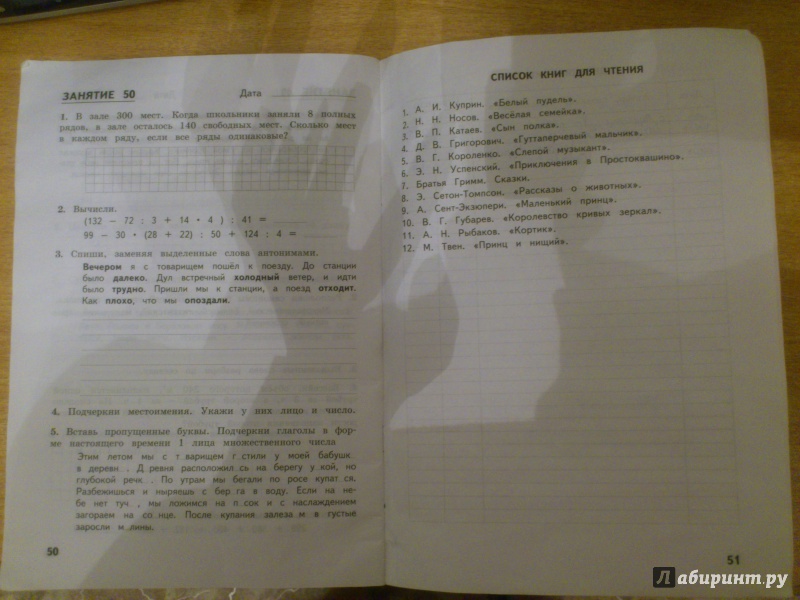 ЗАНЯТИЕ 50 Дата
1. В зале 300 мест. Когда школьники заняли 8 полных
рядов, в зале осталось 140 свободных мест. Сколько мест
в каждом ряду, если все ряды одинаковые?
2. Вычисли.
(132 − 72 : 3 + 14 · 4 ) : 41 =
99 − 30 · (28 + 22) : 50 + 124 : 4 =
3. Спиши, заменяя выделенные слова антонимами.
Вечером я с товарищем пошёл к поезду. До станции
было далеко. Дул встречный холодный ветер, и идти
было трудно. Пришли мы к станции, а поезд отходит.
Как плохо, что мы опоздали.
4. Подчеркни местоимения. Укажи у них лицо и число.
5. Вставь пропущенные буквы. Подчеркни глаголы в фор-
ме настоящего времени 1 лица множественного числа
Этим летом мы с т варищем г стили у моей бабушк
в деревн . Д ревня расположил сь на берегу у кой, но
глубокой речк . По утрам мы бегали по росе купат ся.
Разбежишься и ныряешь с бер га в воду. Если на не-
бе нет туч , мы ложимся на п сок и с наслаждением
загораем на со нце. После купания залеза м в густые
заросли м лины.
50
СПИСОК КНИГ ДЛЯ ЧТЕНИЯ
1. А. И. Куприн. «Белый пудель».
2. Н. Н. Носов. «Весёлая семейка».
3. В. П. Катаев. «Сын полка».
4. Д. В. Григорович. «Гуттаперчевый мальчик».
5. В. Г. Короленко. «Слепой музыкант».
6. Э. Н. Успенский. «Приключения в Простоквашино».
7. Братья Гримм. Сказки.
8. Э. Сетон-Томпсон. «Рассказы о животных».
9. А. Сент-Экзюпери. «Маленький принц».
10. В. Г. Губарев. «Королевство кривых зеркал».
11. А. Н. Рыбаков. «Кортик».
12. М. Твен. «Принц и нищий».
51
Лабиринт.ру